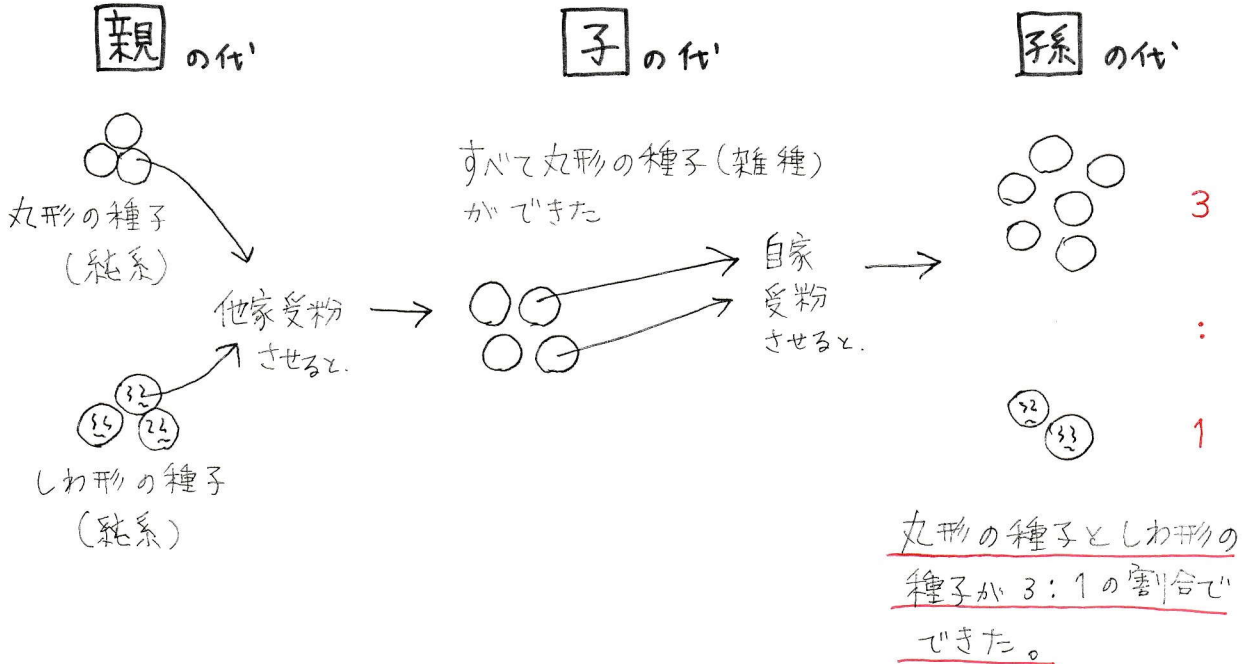 親の代
丸形の種子
(純系)
他家受粉
させると.
しわ形の種子
(純系)
子の代
すべて丸形の種子(雑種)
ができた
自家
受粉
させると.
孫の代
3
:
1
丸形の種子としわ形の
種子が3:1の割合で
できた。